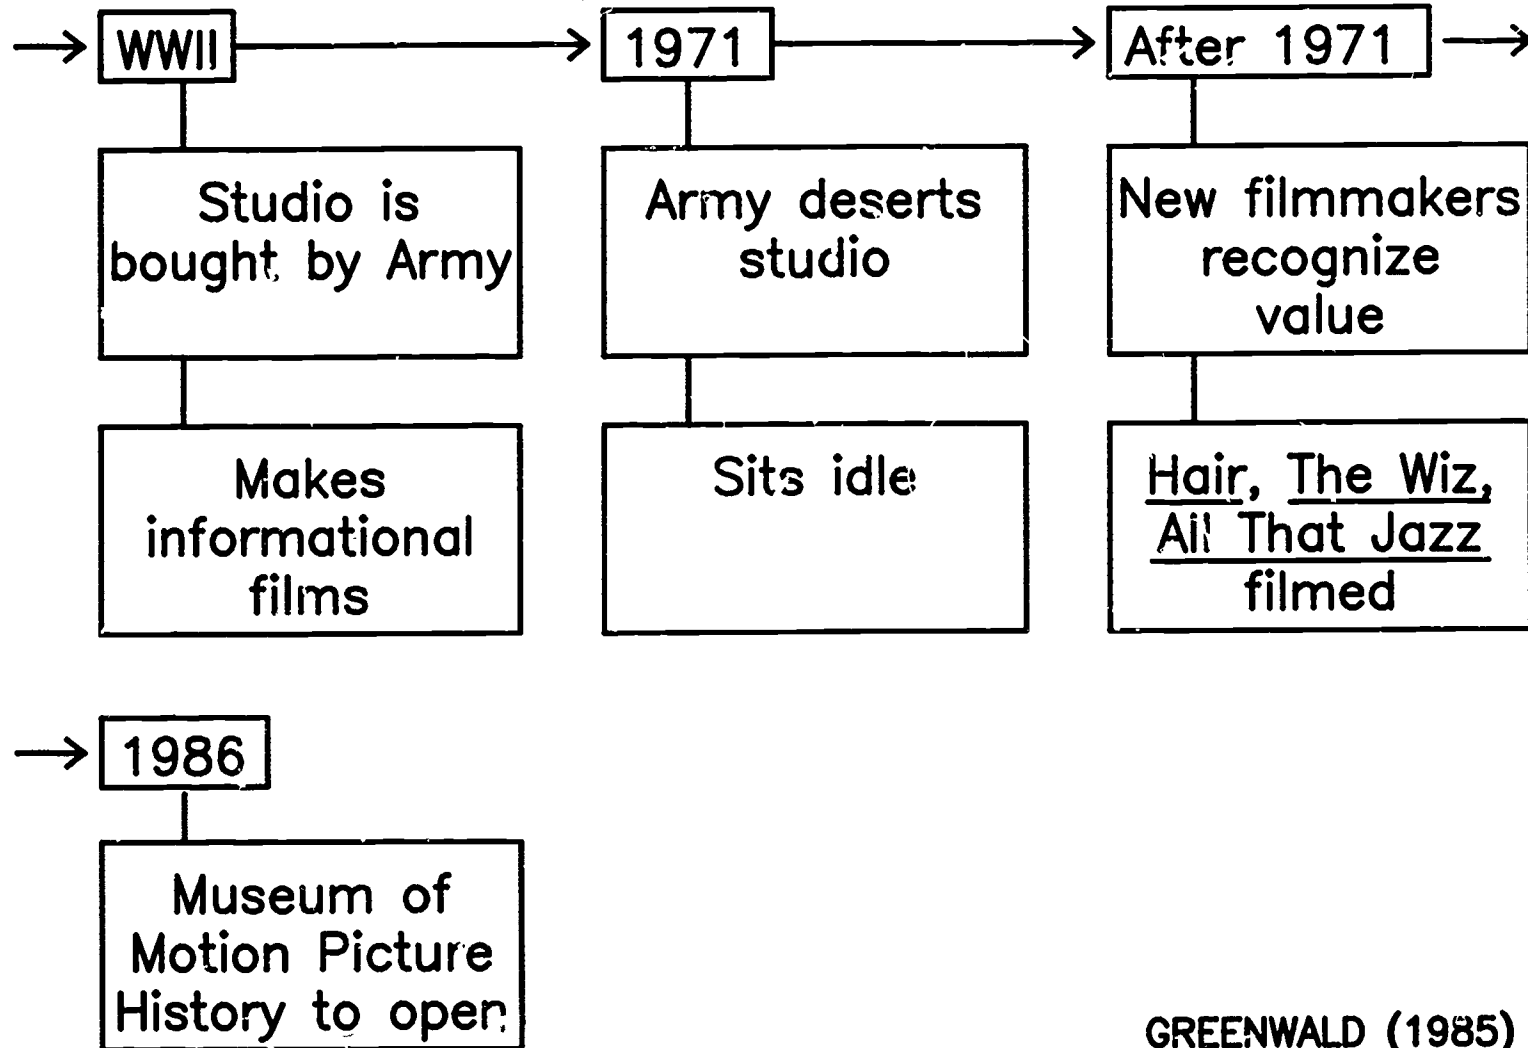 WWII
1971
After 1971
Studio is
bought by Army
Army deserts
studio
New filmmakers
recognize
value
Makes
informational
films
Sits idle
Hair, The Wiz,
All That Jazz
filmed
1986
Museum of
Motion Picture
History to open
GREENWALD (1985)